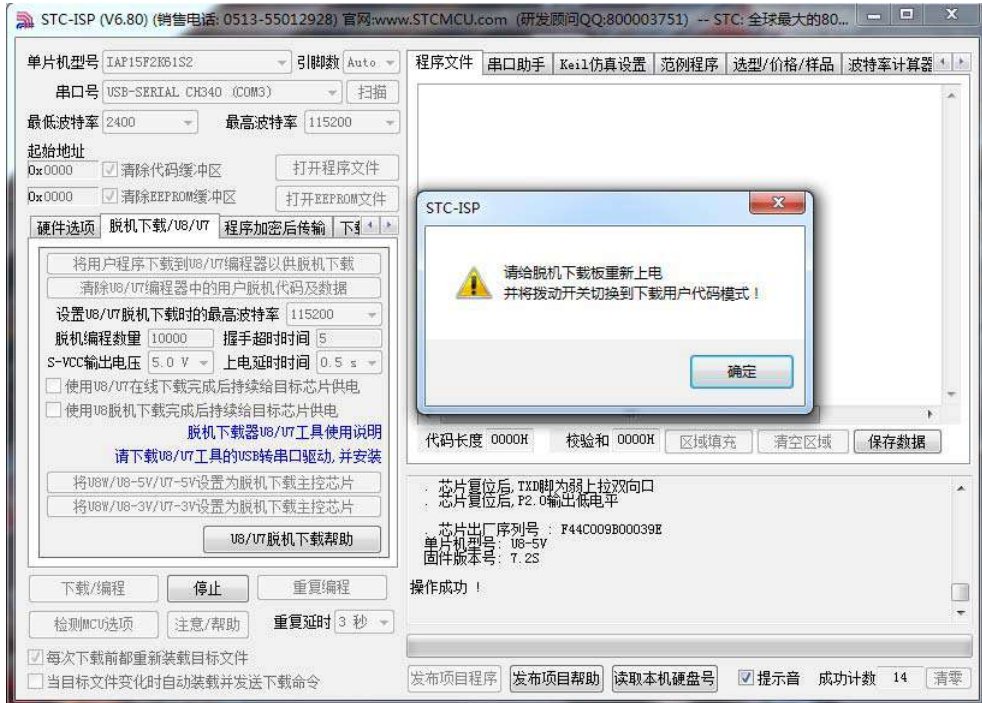 STC-ISP (V6.80) (销售电话: 0513-55012928) 官网:www.STCMCU.com (研发顾问QQ:800003751) -- STC: 全球最大的80...
单片机型号 IAP15F2K61S2 引脚数 Auto
串口号 USB-SERIAL CH340 (COM3) 扫描
最低波特率 2400 最高波特率 115200
起始地址
0x0000 清除代码缓冲区 打开程序文件
0x0000 清除EEPROM缓冲区 打开EEPROM文件
硬件选项 脱机下载/U8/U7 程序加密后传输
将用户程序下载到U8/U7编程器以供脱机下载
清除U8/U7编程器中的用户脱机代码及数据
设置U8/U7脱机下载时的最高波特率 115200
脱机编程数量 10000 握手超时时间 5
S-VCC输出电压 5.0 V 上电延时时间 0.5 s
使用U8/U7在线下载完成后持续给目标芯片供电
使用U8脱机下载完成后持续给目标芯片供电
脱机下载器U8/U7工具使用说明
请下载U8/U7工具的USB转串口驱动,并安装
将U8W/U8-5V/U7-5V设置为脱机下载主控芯片
将U8W/U8-3V/U7-3V设置为脱机下载主控芯片
U8/U7脱机下载帮助
下载/编程 停止 重复编程
检测MCU选项 注意/帮助 重复延时 3 秒
每次下载前都重新装载目标文件
当目标文件变化时自动装载并发送下载命令
程序文件 串口助手 Keil仿真设置 范例程序 选型/价格/样品 波特率计算器
STC-ISP
请给脱机下载板重新上电
并将拨动开关切换到下载用户代码模式！
确定
代码长度 0000H 校验和 0000H 区域填充 清空区域 保存数据
. 芯片复位后,TXD脚为弱上拉双向口
. 芯片复位后,P2.0输出低电平
. 芯片出厂序列号 : F44C009B00039E
单片机型号: U8-5V
固件版本号: 7.2S
操作成功 !
发布项目程序 发布项目帮助 读取本机硬盘号 提示音 成功计数 14 清零